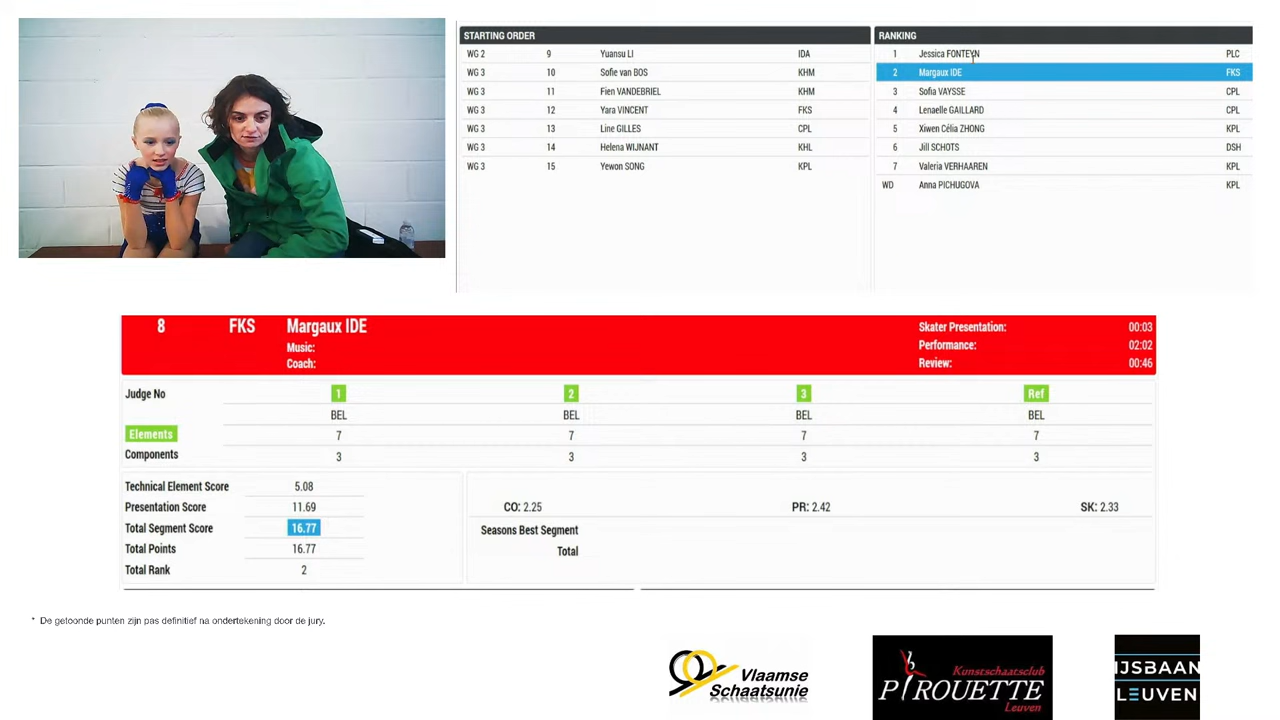 STARTING ORDER
WG 2 9 Yuansu LI IDA
WG 3 10 Sofie van BOS KHM
WG 3 11 Fien VANDEBRIEL KHM
WG 3 12 Yara VINCENT FKS
WG 3 13 Line GILLES CPL
WG 3 14 Helena WIJNANT KHL
WG 3 15 Yewon SONG KPL
RANKING
1 Jessica FONTEYN PLC
2 Margaux IDE FKS
3 Sofia VAYSSE CPL
4 Lenaelle GAILLARD CPL
5 Xiwen Célia ZHONG KPL
6 Jill SCHOTS DSH
7 Valeria VERHAAREN KPL
WD Anna PICHUGOVA KPL
8 FKS Margaux IDE
Music:
Coach:
Skater Presentation: 00:03
Performance: 02:02
Review: 00:46
Judge No 1 2 3 Ref
BEL BEL BEL BEL
Elements 7 7 7 7
Components 3 3 3 3
Technical Element Score 5.08
Presentation Score 11.69
Total Segment Score 16.77
Total Points 16.77
Total Rank 2
CO: 2.25 PR: 2.42 SK: 2.33
Seasons Best Segment
Total
* De getoonde punten zijn pas definitief na ondertekening door de jury.
Vlaamse
Schaatsunie
Kunstschaatsclub
PIROUETTE
Leuven
IJSBAAN
LEUVEN